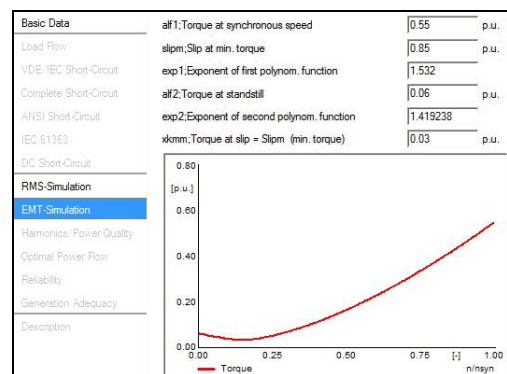 Basic Data
Load Flow
VDE/IEC Short-Circuit
Complete Short-Circuit
ANSI Short-Circuit
IEC 61363
DC Short-Circuit
RMS-Simulation
EMT-Simulation
Harmonics/Power Quality
Optimal Power Flow
Reliability
Generation Adequacy
Description
alf1;Torque at synchronous speed 0.55 p.u.
slipm;Slip at min. torque 0.85 p.u.
exp1;Exponent of first polynom. function 1.532
alf2;Torque at standstill 0.06 p.u.
exp2;Exponent of second polynom. function 1.419238
xkmm;Torque at slip = Slipm (min. torque) 0.03 p.u.
0.80
[p.u.]
0.60
0.40
0.20
0.00
0.00 0.25 0.50 0.75 [-] 1.00
Torque n/nsyn